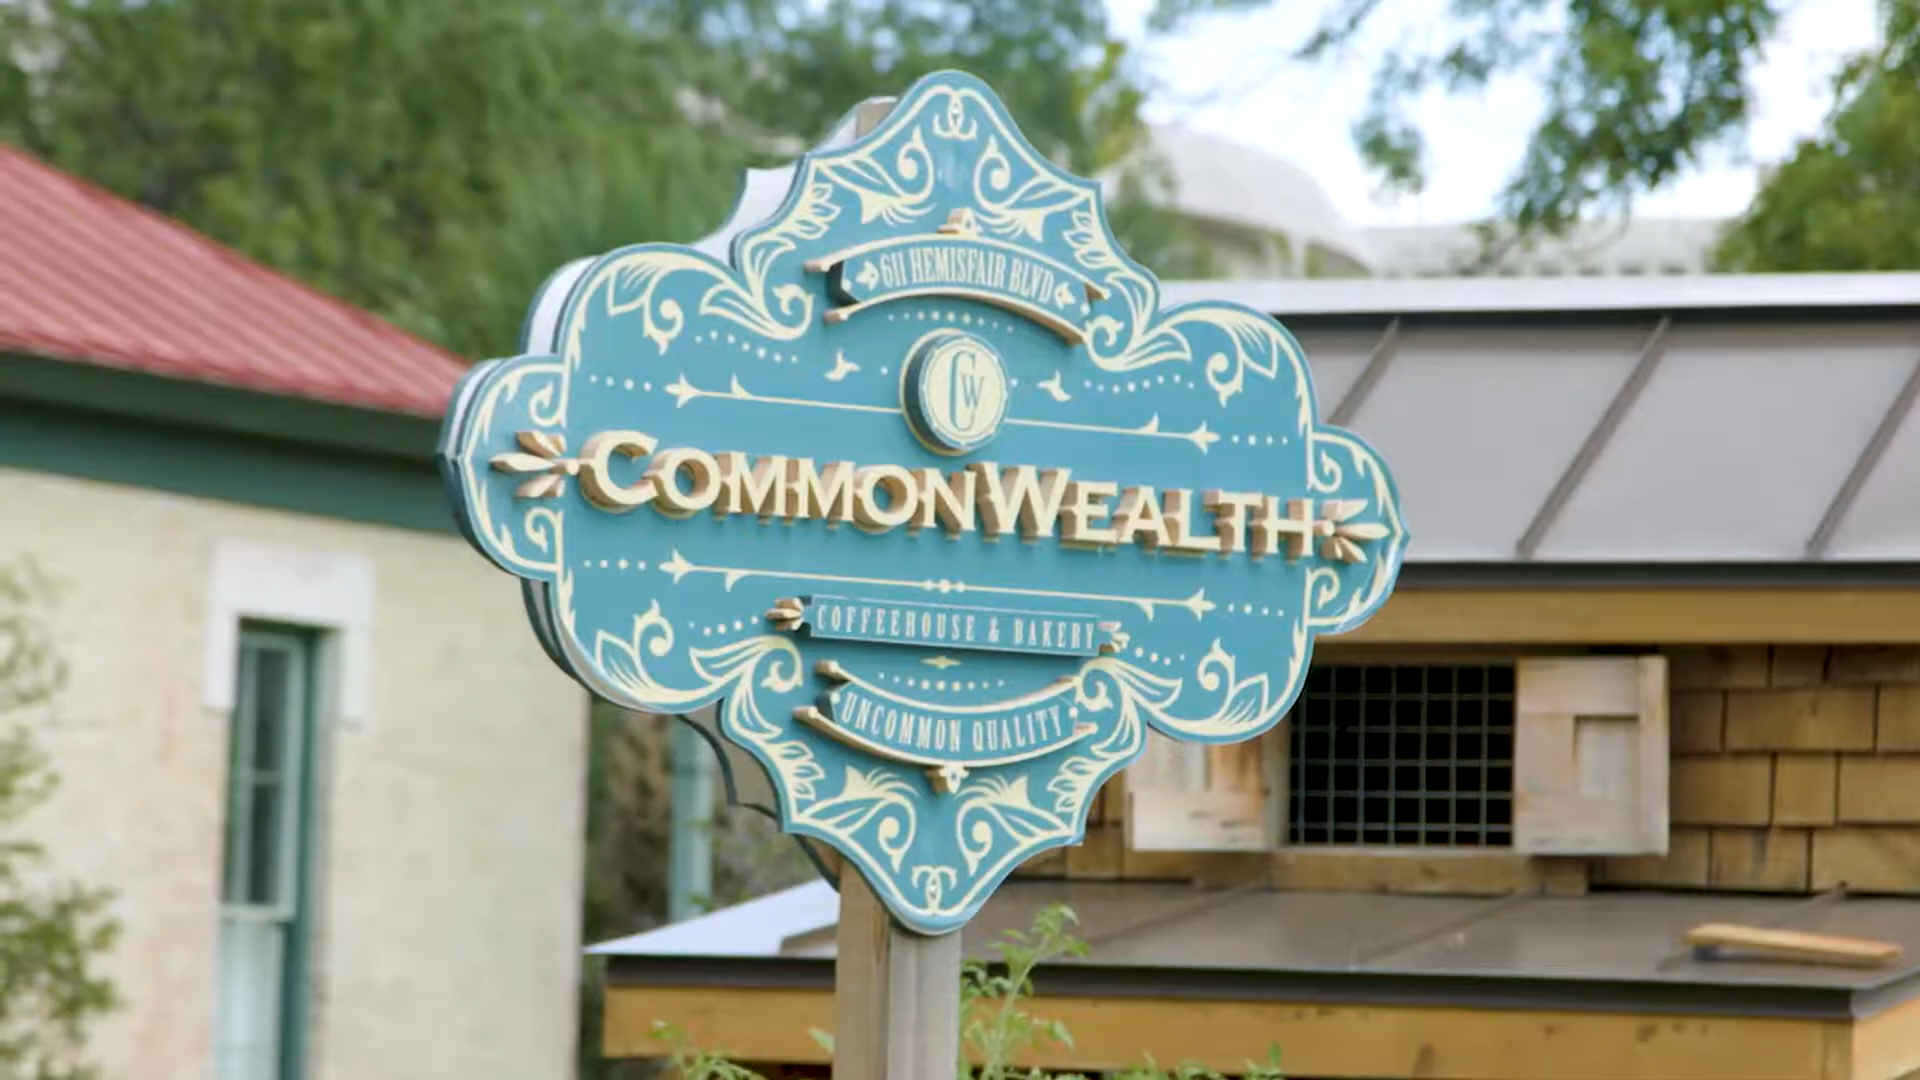 611 HEMISFAIR BLVD
CW
COMMONWEALTH
COFFEEHOUSE & BAKERY
UNCOMMON QUALITY